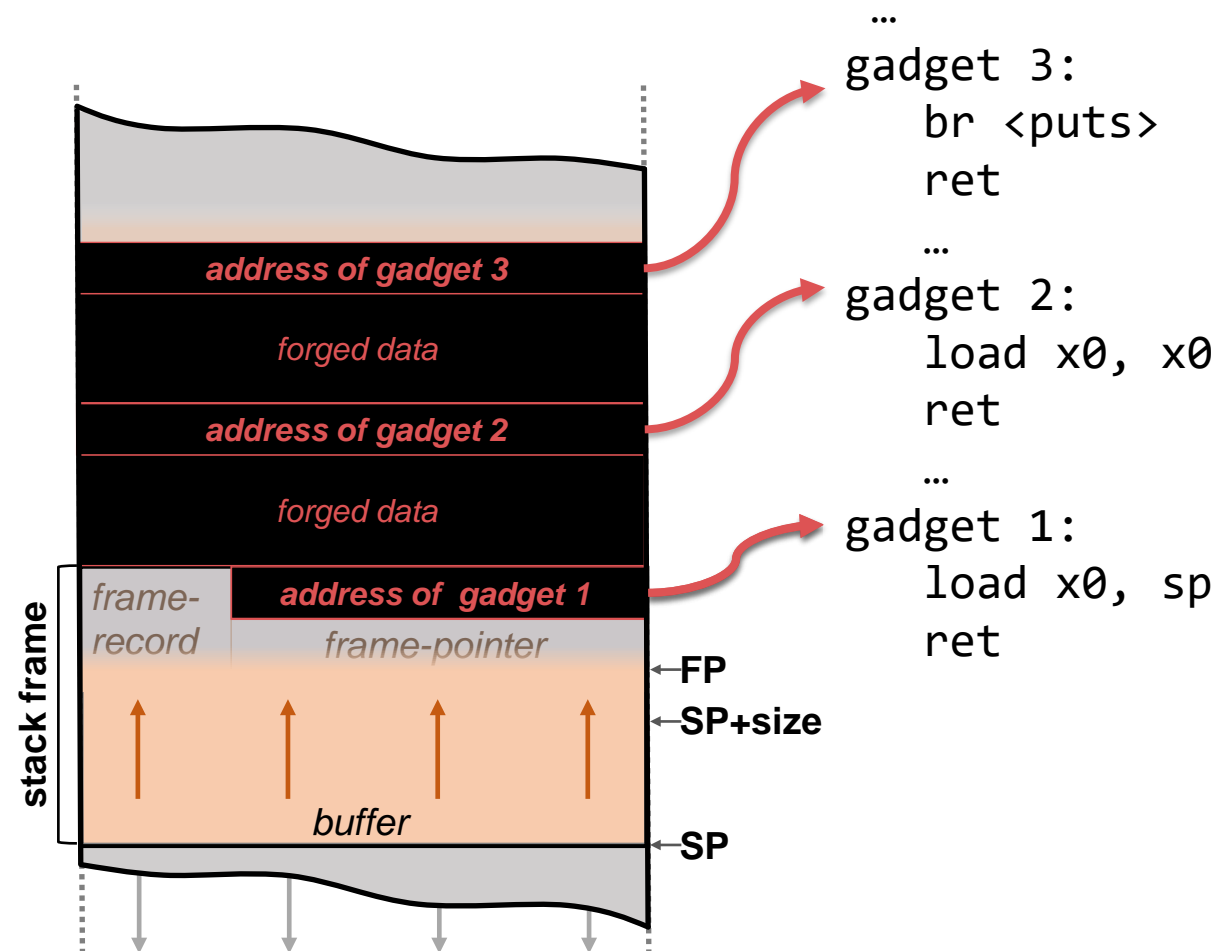 …
gadget 3:
br <puts>
ret
…
gadget 2:
load x0, x0
ret
…
gadget 1:
load x0, sp
ret
address of gadget 3
forged data
address of gadget 2
forged data
address of gadget 1
frame-
record
frame-pointer
FP
SP+size
buffer
SP
stack frame